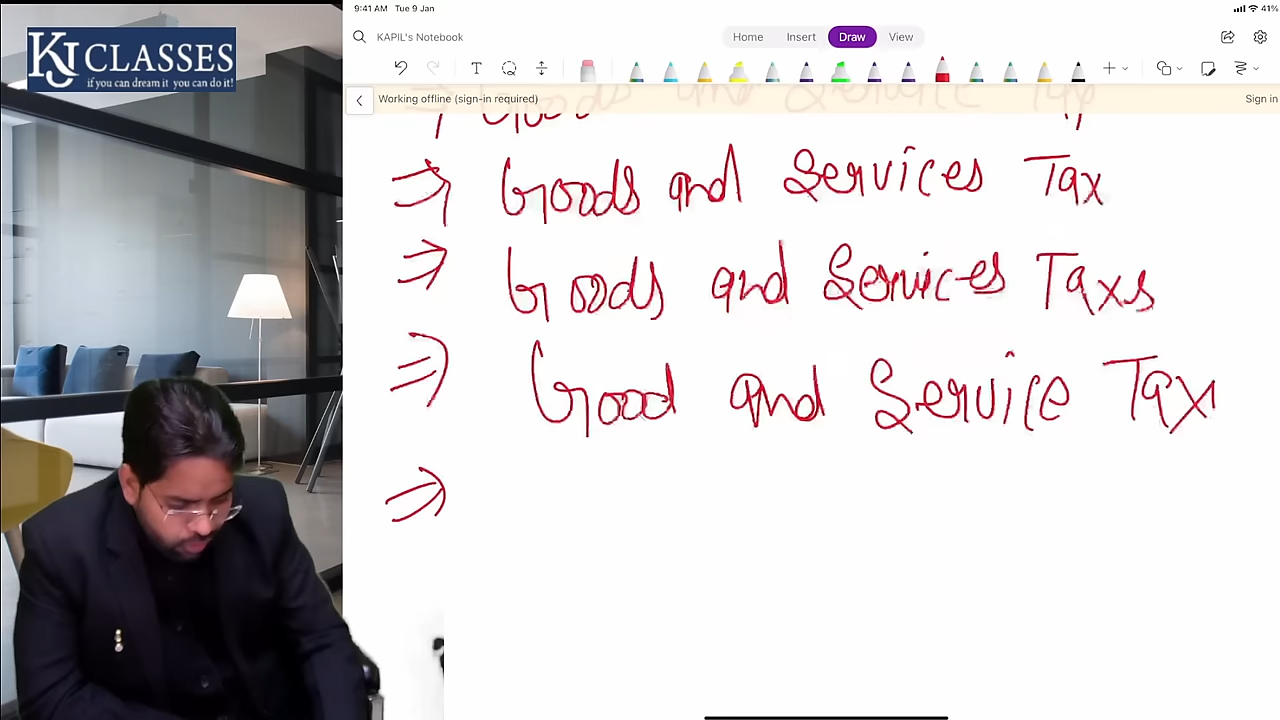 9:41 AM Tue 9 Jan
41%
KJ CLASSES
if you can dream it you can do it!
KAPIL's Notebook
Home Insert Draw View
Working offline (sign-in required)
Sign in
⇒ Goods and Services Tax
⇒ Goods and Services Taxs
⇒ Good and Service Tax
⇒